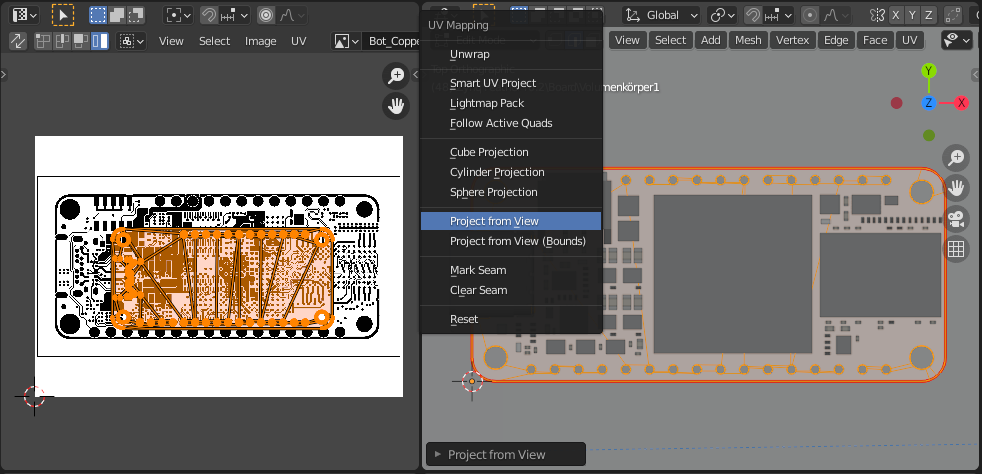 Global
X Y Z
View Select Image UV
Bot_Coppe
View Select Add Mesh Vertex Edge Face UV
UV Mapping
Unwrap
Smart UV Project
Lightmap Pack
Follow Active Quads
Cube Projection
Cylinder Projection
Sphere Projection
Project from View
Project from View (Bounds)
Mark Seam
Clear Seam
Reset
umenkörper1
Y
Z
X
Project from View